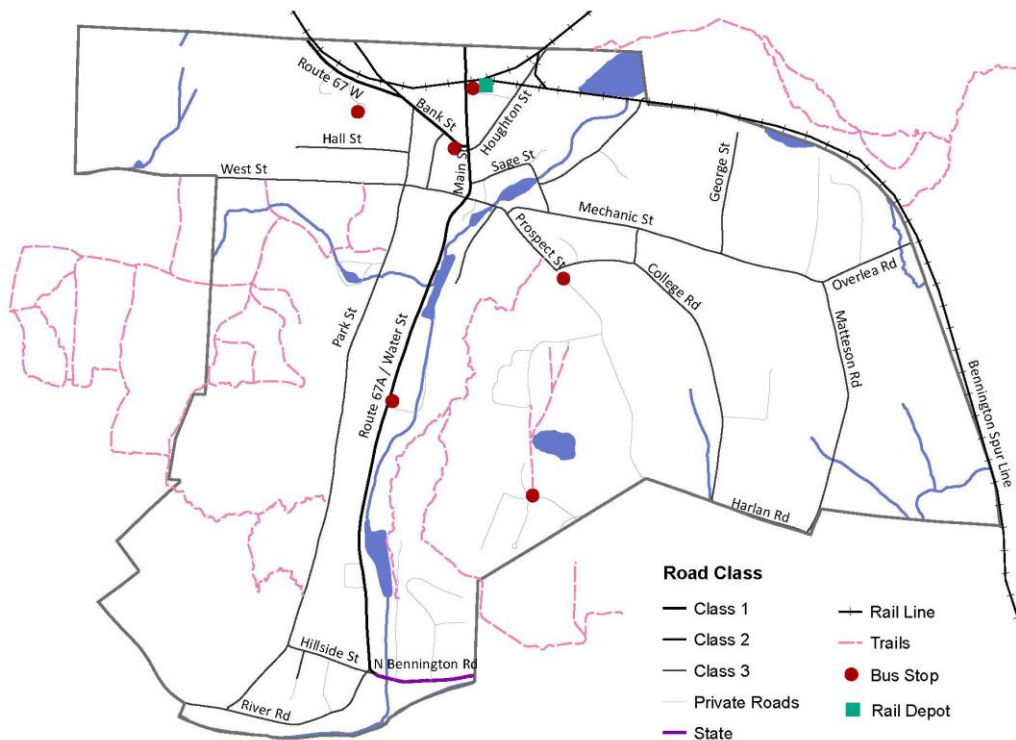 Route 67 W
Bank St
Houghton St
Hall St
Main St
Sage St
West St
George St
Mechanic St
Prospect St
College Rd
Overlea Rd
Park St
Route 67A / Water St
Matteson Rd
Bennington Spur Line
Harlan Rd
Hillside St
N Bennington Rd
River Rd
Road Class
Class 1
Class 2
Class 3
Private Roads
State
Rail Line
Trails
Bus Stop
Rail Depot